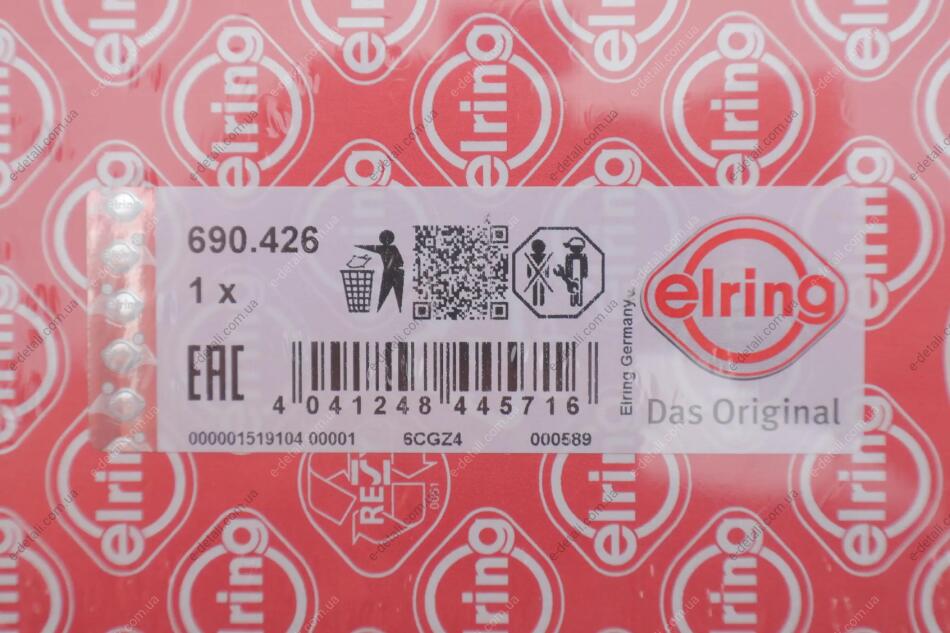 690.426
1 x
EAC
4 041248 445716
000001519104 00001 6CGZ4 000589
Elring Germany
elring
Das Original
RESY
0051
elring
e-detali.com.ua